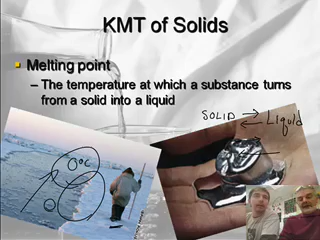 KMT of Solids
Melting point
– The temperature at which a substance turns
from a solid into a liquid
SOLID
Liquid
0°C